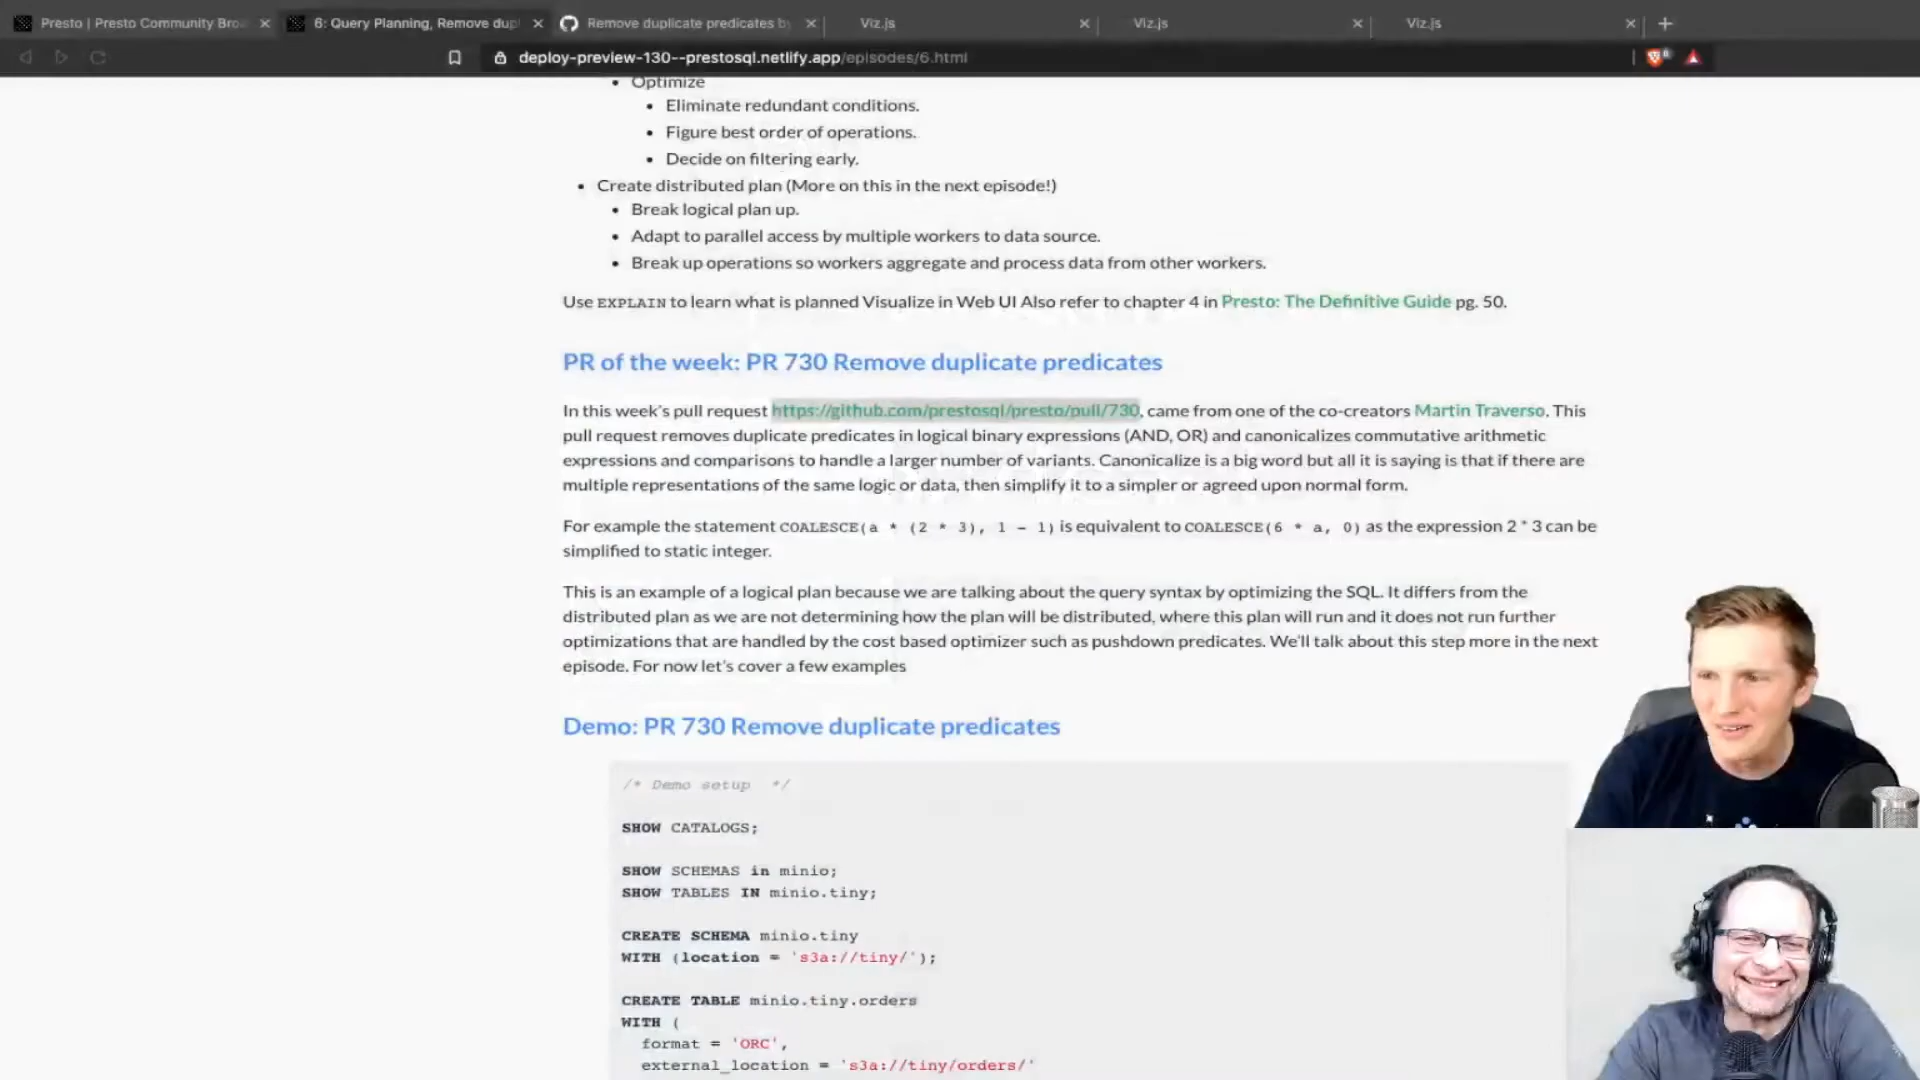 Presto | Presto Community Broa
6: Query Planning, Remove dup
Remove duplicate predicates by
Viz.js
Viz.js
Viz.js
deploy-preview-130--prestosql.netlify.app/episodes/6.html
Optimize
Eliminate redundant conditions.
Figure best order of operations.
Decide on filtering early.
Create distributed plan (More on this in the next episode!)
Break logical plan up.
Adapt to parallel access by multiple workers to data source.
Break up operations so workers aggregate and process data from other workers.
Use EXPLAIN to learn what is planned Visualize in Web UI Also refer to chapter 4 in Presto: The Definitive Guide pg. 50.
PR of the week: PR 730 Remove duplicate predicates
In this week's pull request https://github.com/prestosql/presto/pull/730, came from one of the co-creators Martin Traverso. This
pull request removes duplicate predicates in logical binary expressions (AND, OR) and canonicalizes commutative arithmetic
expressions and comparisons to handle a larger number of variants. Canonicalize is a big word but all it is saying is that if there are
multiple representations of the same logic or data, then simplify it to a simpler or agreed upon normal form.
For example the statement COALESCE(a * (2 * 3), 1 - 1) is equivalent to COALESCE(6 * a, 0) as the expression 2 * 3 can be
simplified to static integer.
This is an example of a logical plan because we are talking about the query syntax by optimizing the SQL. It differs from the
distributed plan as we are not determining how the plan will be distributed, where this plan will run and it does not run further
optimizations that are handled by the cost based optimizer such as pushdown predicates. We'll talk about this step more in the next
episode. For now let's cover a few examples
Demo: PR 730 Remove duplicate predicates
/* Demo setup */
SHOW CATALOGS;
SHOW SCHEMAS in minio;
SHOW TABLES IN minio.tiny;
CREATE SCHEMA minio.tiny
WITH (location = 's3a://tiny/');
CREATE TABLE minio.tiny.orders
WITH (
format = 'ORC',
external_location = 's3a://tiny/orders/'